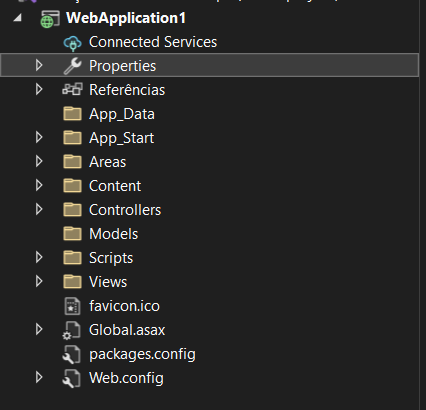 WebApplication1
Connected Services
Properties
Referências
App_Data
App_Start
Areas
Content
Controllers
Models
Scripts
Views
favicon.ico
Global.asax
packages.config
Web.config